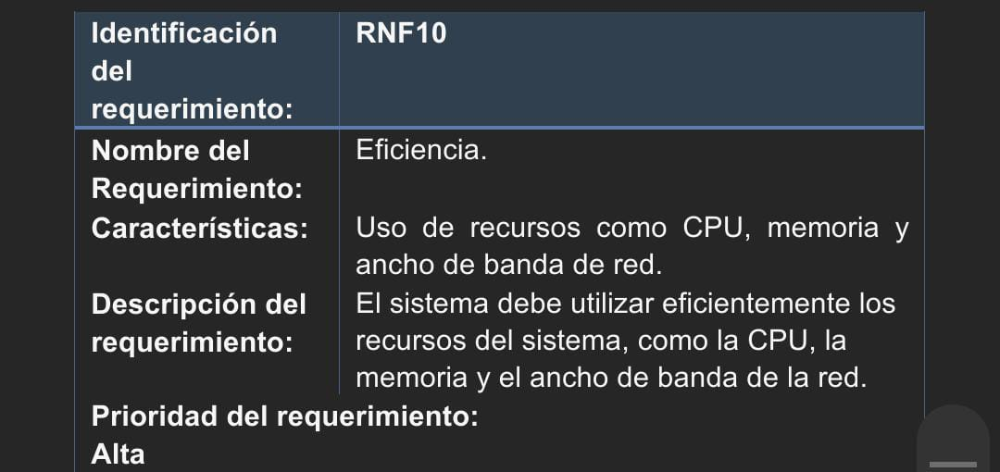 Identificación
del
requerimiento:
RNF10
Nombre del
Requerimiento:
Eficiencia.
Características:
Uso de recursos como CPU, memoria y
ancho de banda de red.
Descripción del
requerimiento:
El sistema debe utilizar eficientemente los
recursos del sistema, como la CPU, la
memoria y el ancho de banda de la red.
Prioridad del requerimiento:
Alta